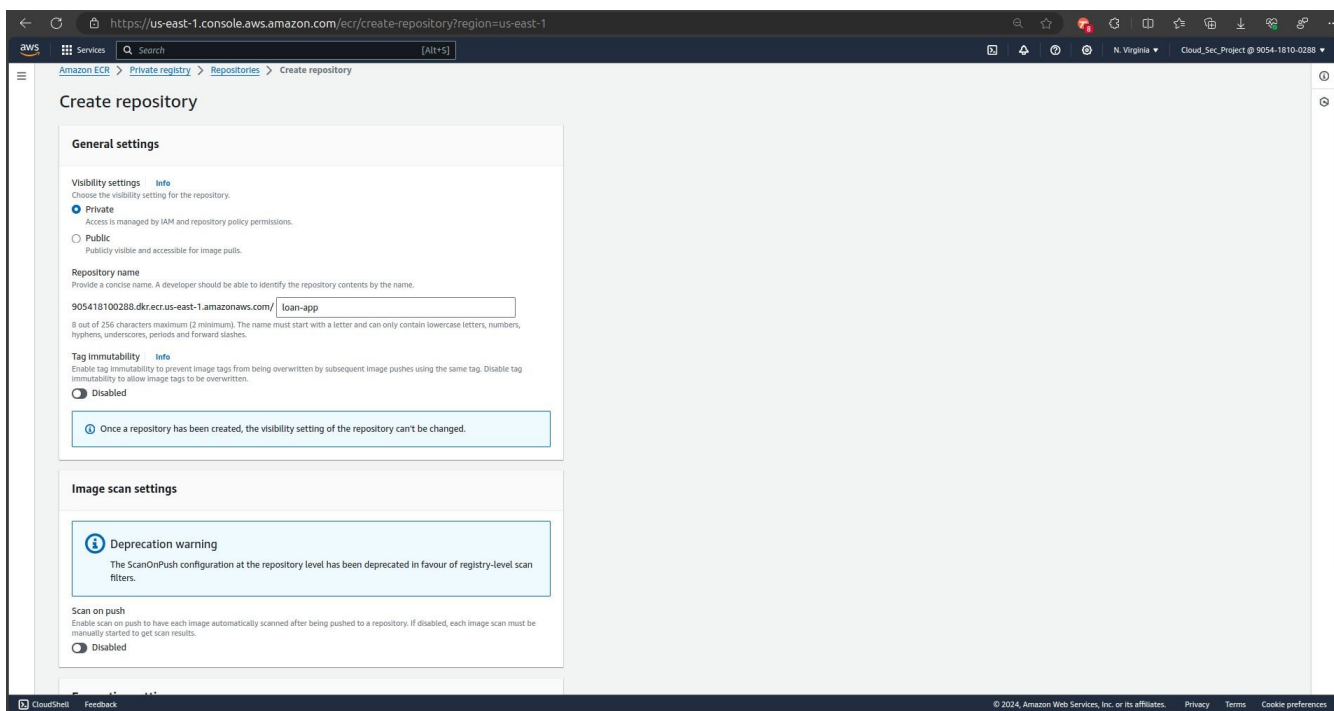 https://us-east-1.console.aws.amazon.com/ecr/create-repository?region=us-east-1
aws
Services
Search
[Alt+S]
N. Virginia
Cloud_Sec_Project @ 9054-1810-0288
Amazon ECR > Private registry > Repositories > Create repository
Create repository
General settings
Visibility settings Info
Choose the visibility setting for the repository.
Private
Access is managed by IAM and repository policy permissions.
Public
Publicly visible and accessible for image pulls.
Repository name
Provide a concise name. A developer should be able to identify the repository contents by the name.
905418100288.dkr.ecr.us-east-1.amazonaws.com/ loan-app
8 out of 256 characters maximum (2 minimum). The name must start with a letter and can only contain lowercase letters, numbers,
hyphens, underscores, periods and forward slashes.
Tag immutability Info
Enable tag immutability to prevent image tags from being overwritten by subsequent image pushes using the same tag. Disable tag
immutability to allow image tags to be overwritten.
Disabled
Once a repository has been created, the visibility setting of the repository can't be changed.
Image scan settings
Deprecation warning
The ScanOnPush configuration at the repository level has been deprecated in favour of registry-level scan
filters.
Scan on push
Enable scan on push to have each image automatically scanned after being pushed to a repository. If disabled, each image scan must be
manually started to get scan results.
Disabled
CloudShell Feedback
© 2024, Amazon Web Services, Inc. or its affiliates. Privacy Terms Cookie preferences